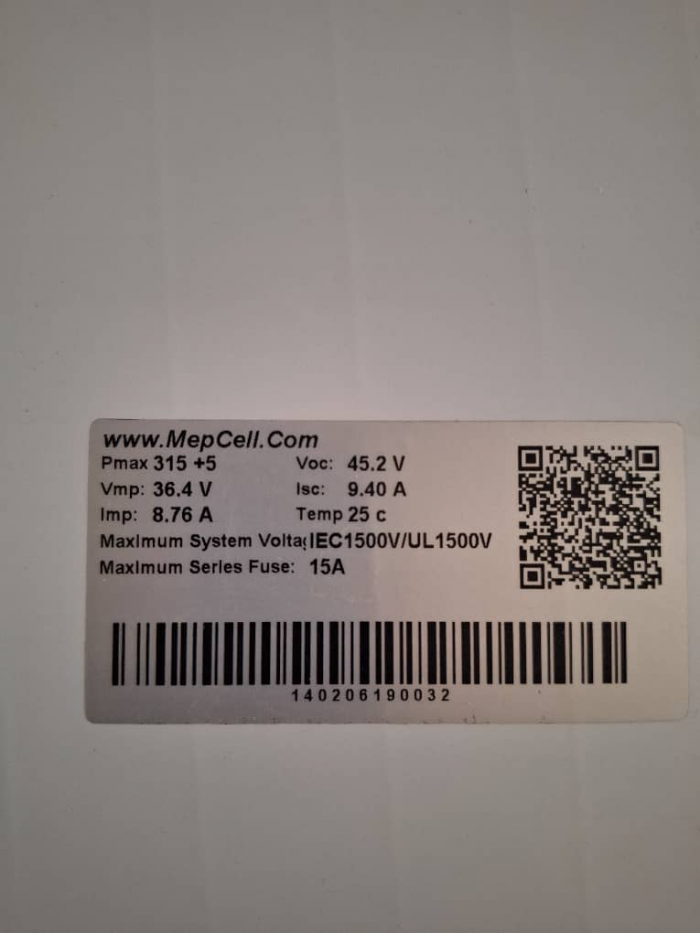 www.MepCell.Com
Pmax 315 +5 Voc: 45.2 V
Vmp: 36.4 V Isc: 9.40 A
Imp: 8.76 A Temp 25 c
Maximum System Voltag IEC1500V/UL1500V
Maximum Series Fuse: 15A
140206190032